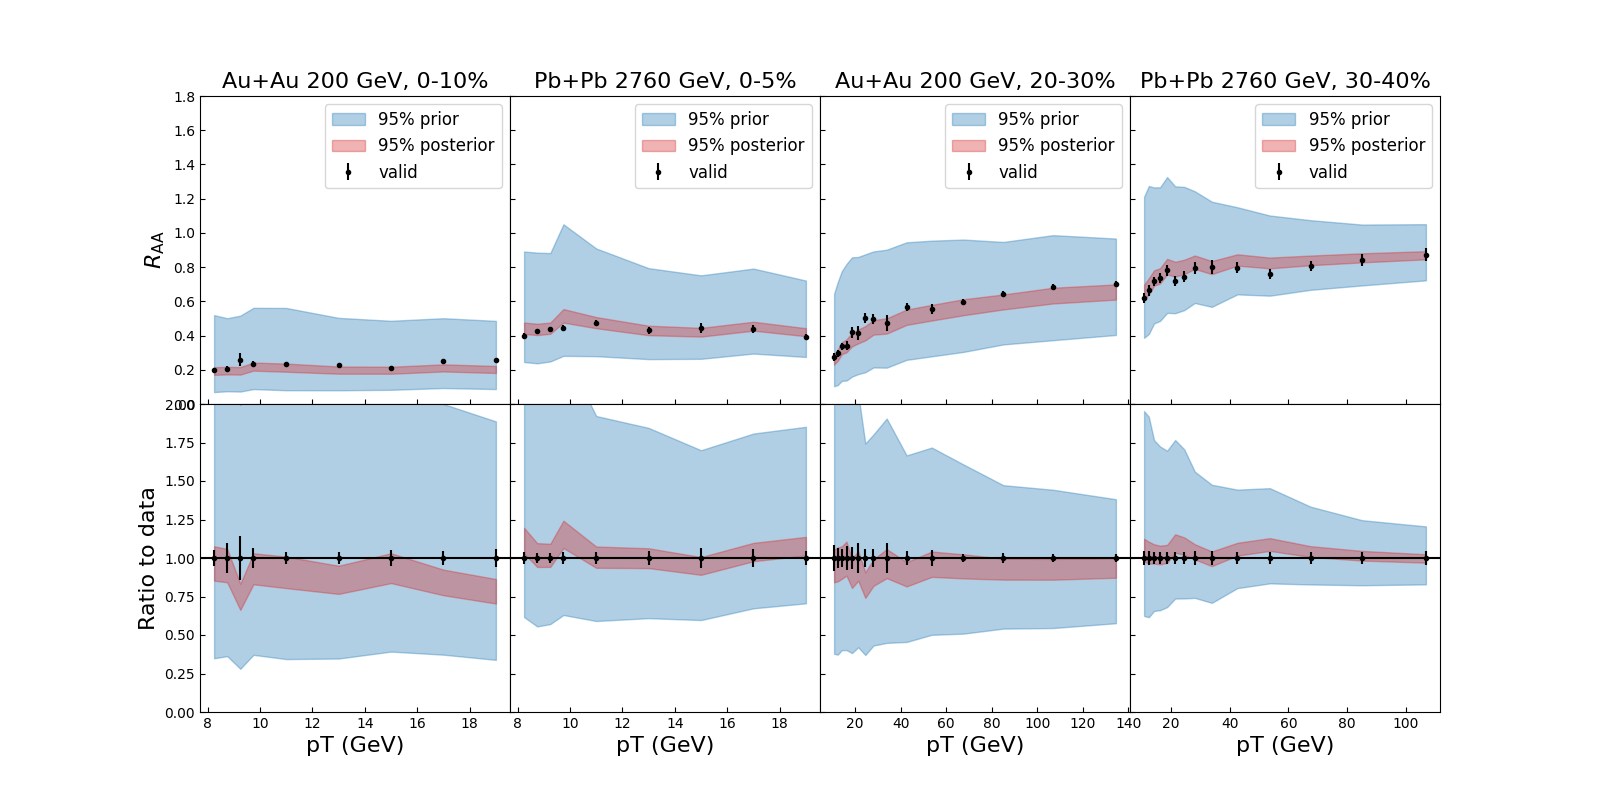 Au+Au 200 GeV, 0-10%
Pb+Pb 2760 GeV, 0-5%
Au+Au 200 GeV, 20-30%
Pb+Pb 2760 GeV, 30-40%
95% prior
95% posterior
valid
95% prior
95% posterior
valid
95% prior
95% posterior
valid
95% prior
95% posterior
valid
1.8
1.6
1.4
1.2
1.0
0.8
0.6
0.4
0.2
R_AA
2.00
1.75
1.50
1.25
1.00
0.75
0.50
0.25
0.00
Ratio to data
8 10 12 14 16 18
8 10 12 14 16 18
20 40 60 80 100 120
20 40 60 80 100
pT (GeV)
pT (GeV)
pT (GeV)
pT (GeV)